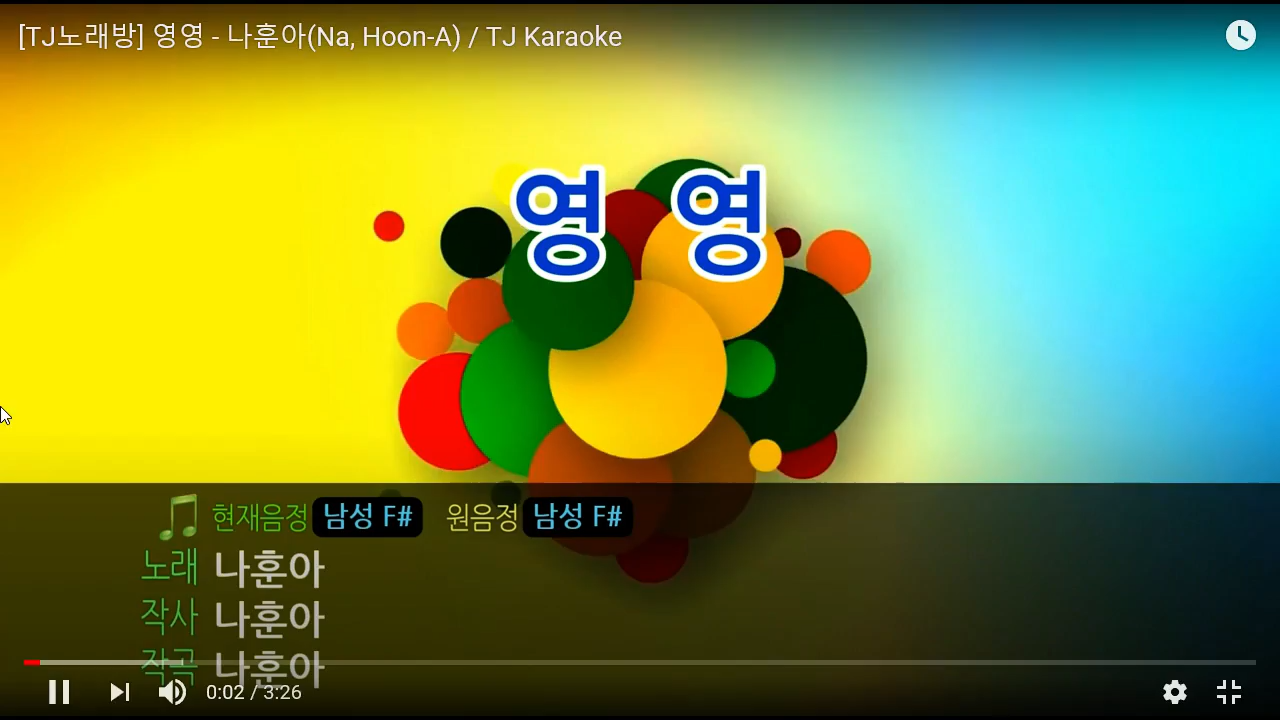 [TJ노래방] 영영 - 나훈아(Na, Hoon-A) / TJ Karaoke
영 영
현재음정 남성 F# 원음정 남성 F#
노래 나훈아
작사 나훈아
작곡 나훈아
0:02 / 3:26